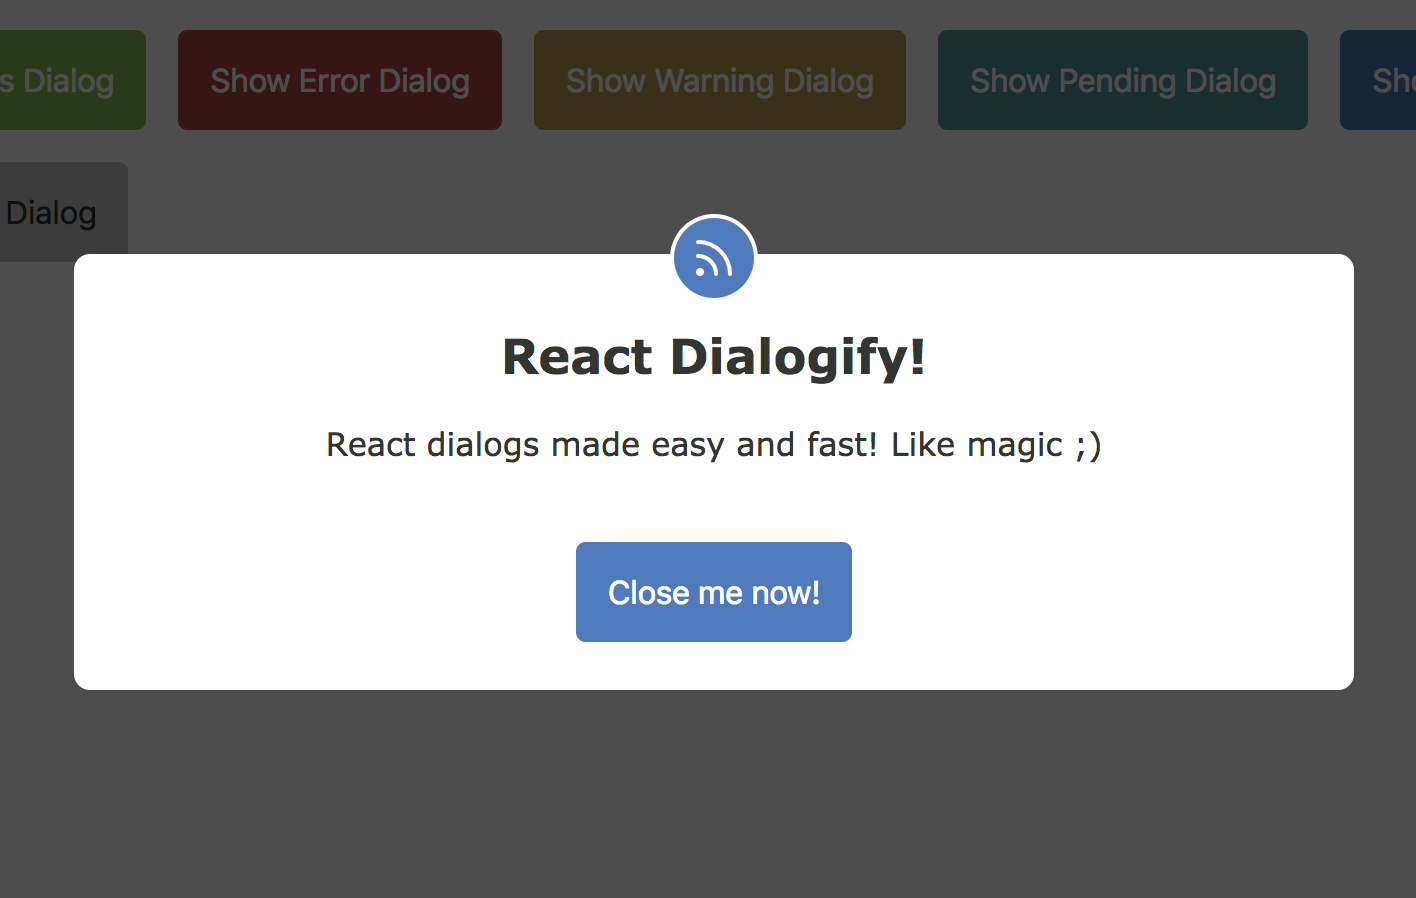 s Dialog
Show Error Dialog
Show Warning Dialog
Show Pending Dialog
Sho
Dialog
React Dialogify!
React dialogs made easy and fast! Like magic ;)
Close me now!